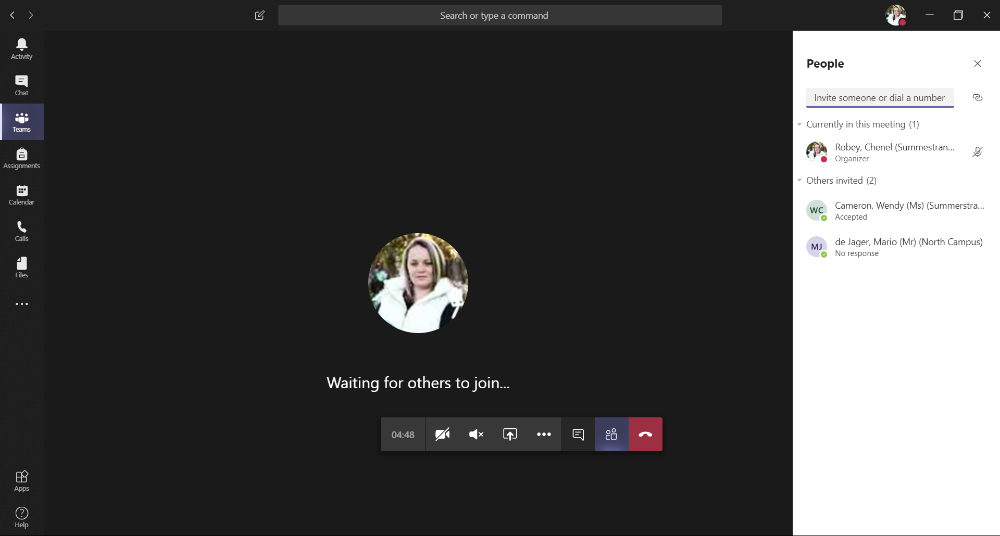 Search or type a command
Activity
Chat
Teams
Assignments
Calendar
Calls
Files
Apps
Help
Waiting for others to join...
04:48
People
Invite someone or dial a number
Currently in this meeting (1)
Robey, Chenel (Summestran...
Organizer
Others invited (2)
WC
Cameron, Wendy (Ms) (Summerstra...
Accepted
MJ
de Jager, Mario (Mr) (North Campus)
No response